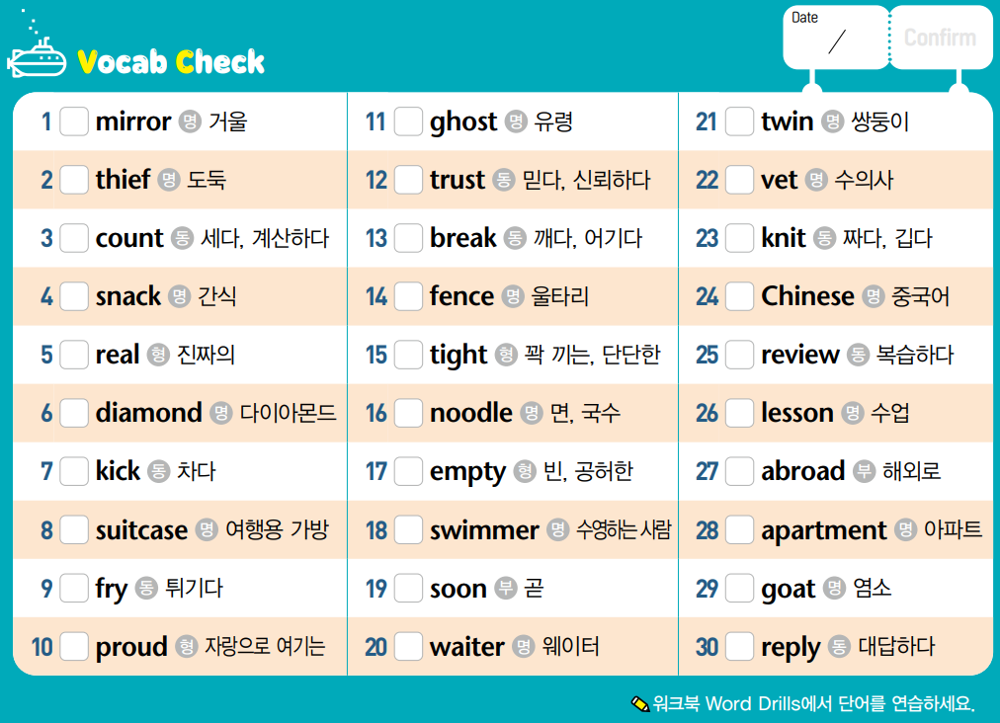 Vocab Check
Date
/
Confirm
1 mirror 명 거울
2 thief 명 도둑
3 count 동 세다, 계산하다
4 snack 명 간식
5 real 형 진짜의
6 diamond 명 다이아몬드
7 kick 동 차다
8 suitcase 명 여행용 가방
9 fry 동 튀기다
10 proud 형 자랑으로 여기는
11 ghost 명 유령
12 trust 동 믿다, 신뢰하다
13 break 동 깨다, 어기다
14 fence 명 울타리
15 tight 형 꽉 끼는, 단단한
16 noodle 명 면, 국수
17 empty 형 빈, 공허한
18 swimmer 명 수영하는 사람
19 soon 부 곧
20 waiter 명 웨이터
21 twin 명 쌍둥이
22 vet 명 수의사
23 knit 동 짜다, 깁다
24 Chinese 명 중국어
25 review 동 복습하다
26 lesson 명 수업
27 abroad 부 해외로
28 apartment 명 아파트
29 goat 명 염소
30 reply 동 대답하다
워크북 Word Drills에서 단어를 연습하세요.